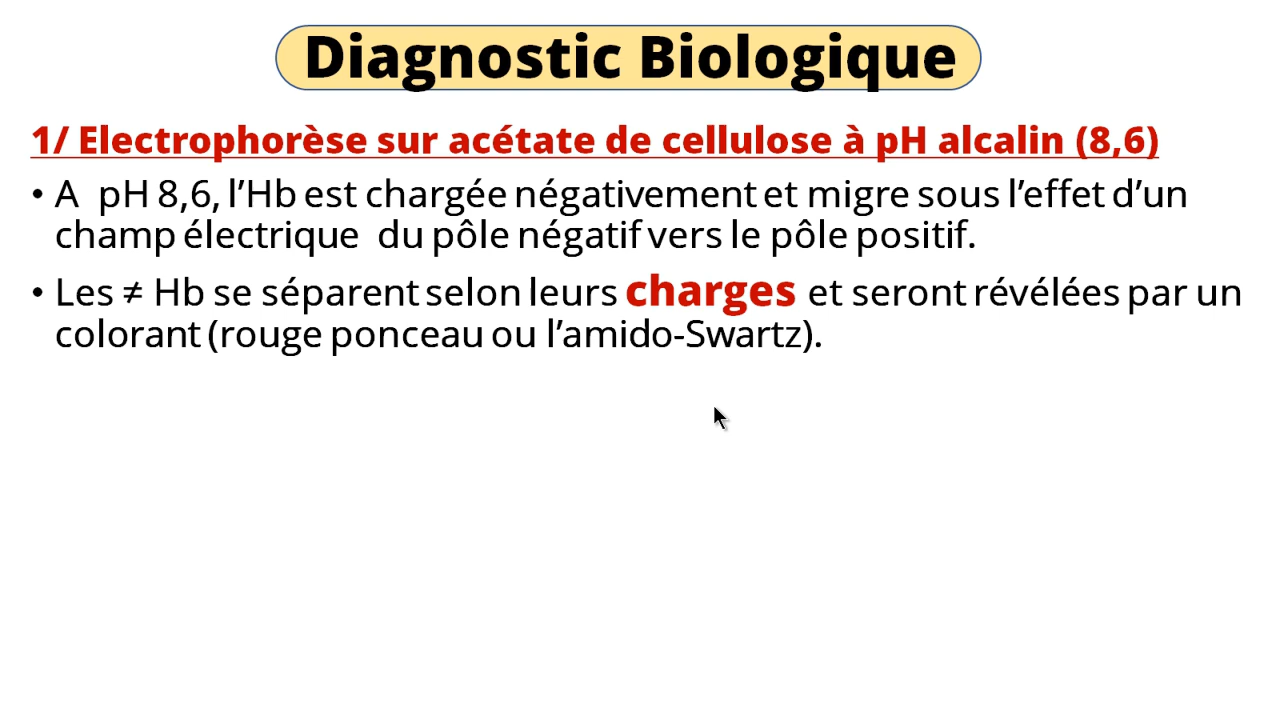 Diagnostic Biologique
1/ Electrophorèse sur acétate de cellulose à pH alcalin (8,6)
• A pH 8,6, l’Hb est chargée négativement et migre sous l’effet d’un
champ électrique du pôle négatif vers le pôle positif.
• Les ≠ Hb se séparent selon leurs charges et seront révélées par un
colorant (rouge ponceau ou l’amido-Swartz).